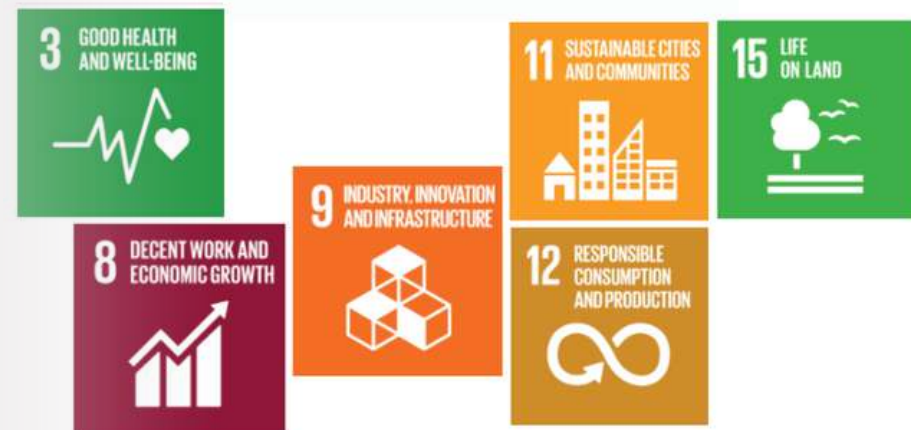 3 GOOD HEALTH
AND WELL-BEING
8 DECENT WORK AND
ECONOMIC GROWTH
9 INDUSTRY, INNOVATION
AND INFRASTRUCTURE
11 SUSTAINABLE CITIES
AND COMMUNITIES
12 RESPONSIBLE
CONSUMPTION
AND PRODUCTION
15 LIFE
ON LAND